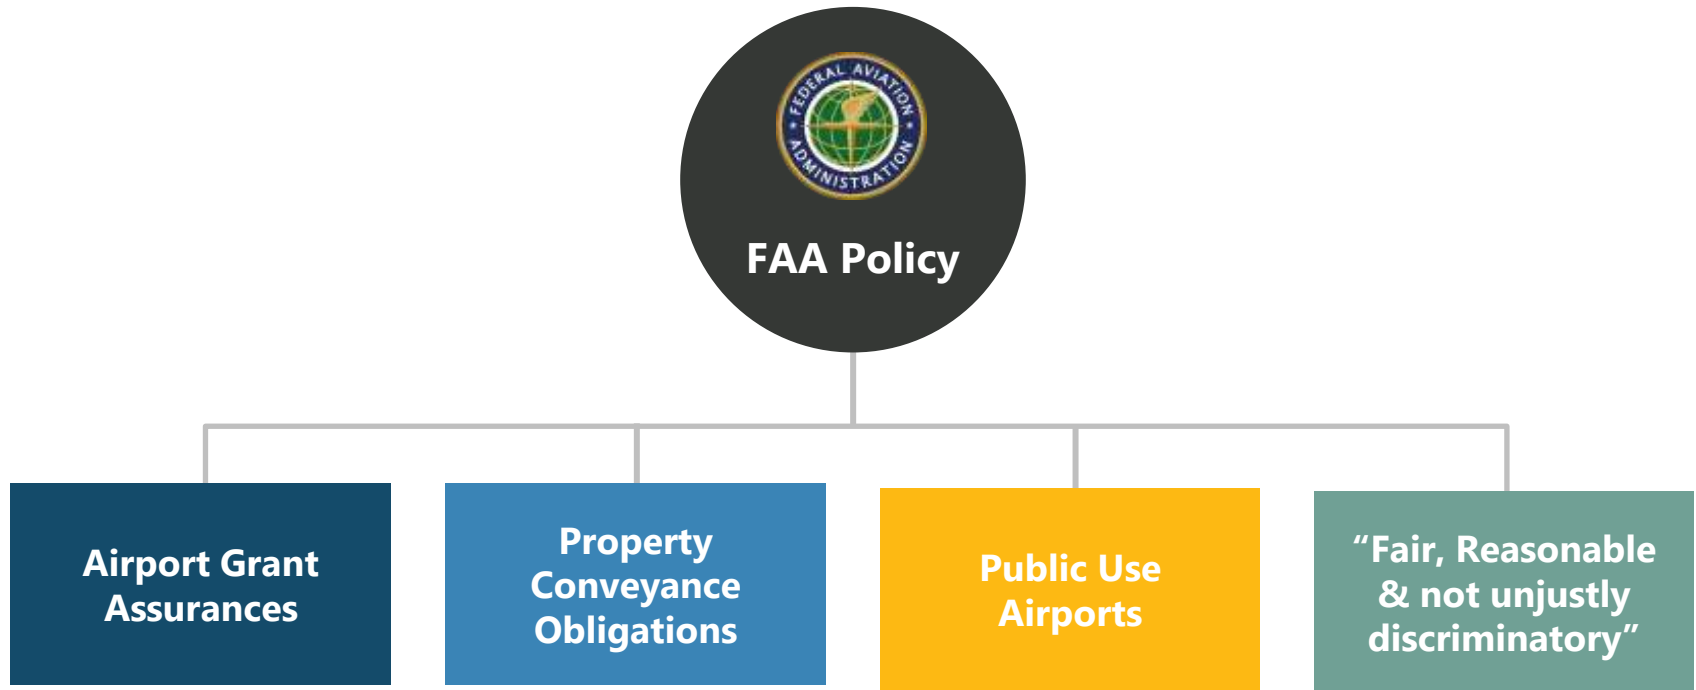 FEDERAL AVIATION
ADMINISTRATION
FAA Policy
Airport Grant
Assurances
Property
Conveyance
Obligations
Public Use
Airports
“Fair, Reasonable
& not unjustly
discriminatory”